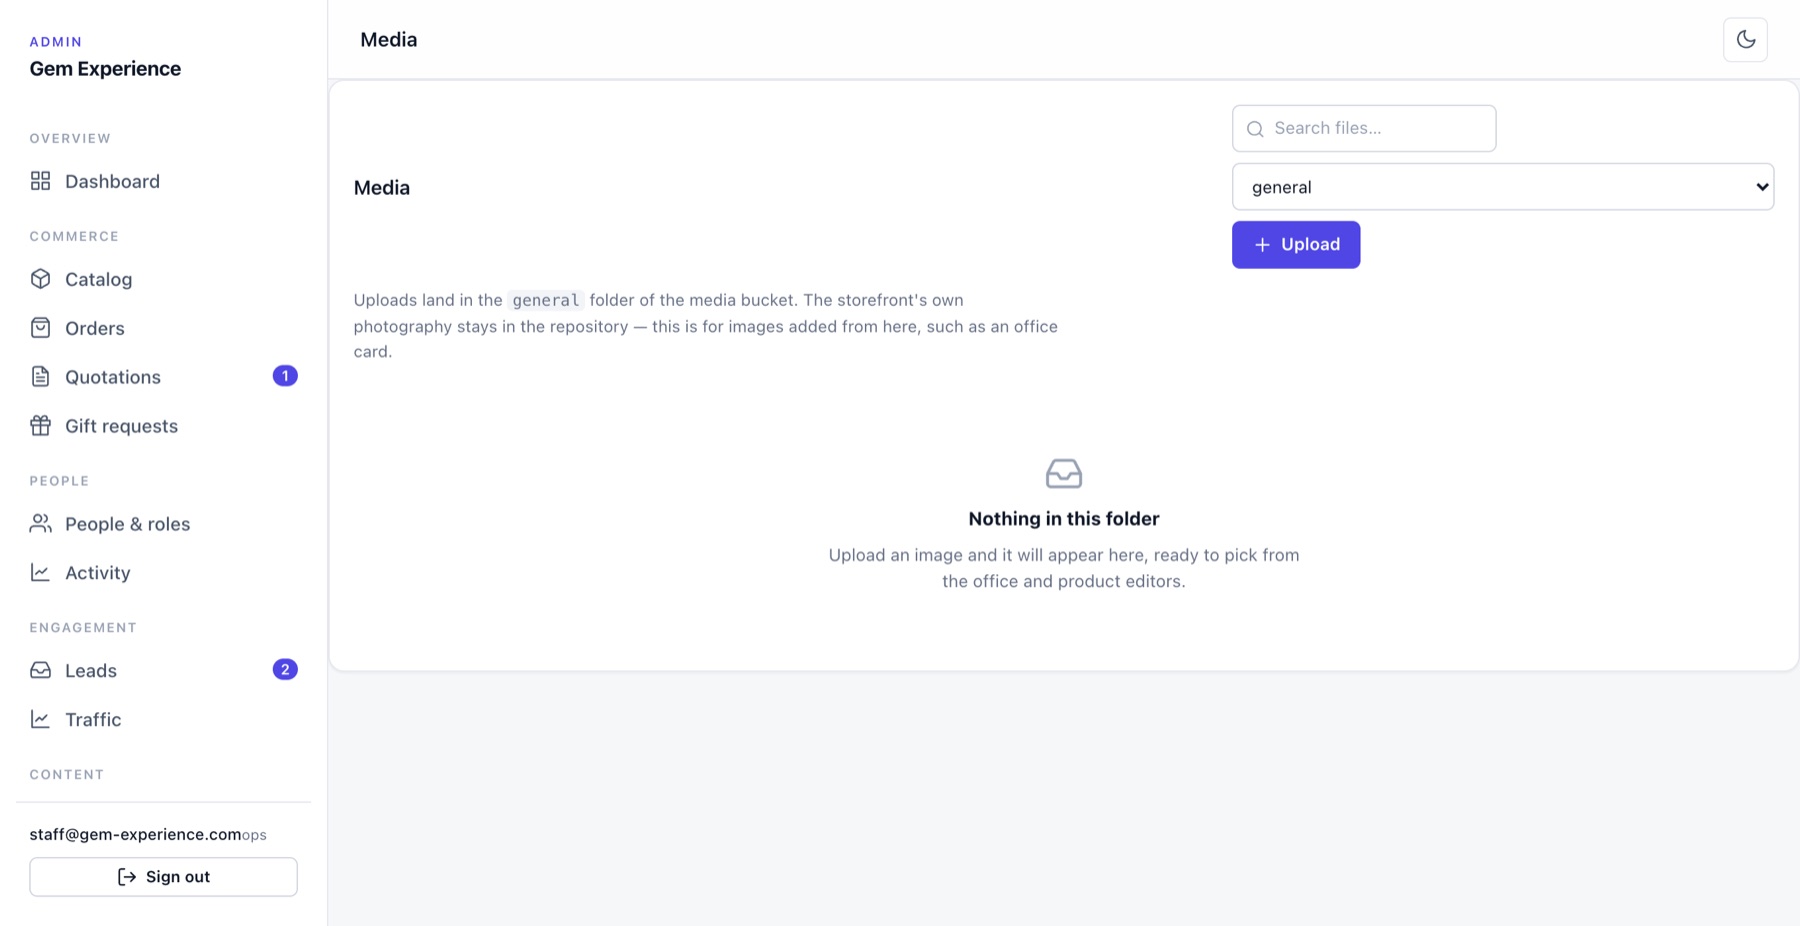 ADMIN
Gem Experience
OVERVIEW
Dashboard
COMMERCE
Catalog
Orders
Quotations 1
Gift requests
PEOPLE
People & roles
Activity
ENGAGEMENT
Leads 2
Traffic
CONTENT
staff@gem-experience.comops
Sign out
Media
Search files...
Media
general
Upload
Uploads land in the general folder of the media bucket. The storefront's own
photography stays in the repository — this is for images added from here, such as an office
card.
Nothing in this folder
Upload an image and it will appear here, ready to pick from
the office and product editors.